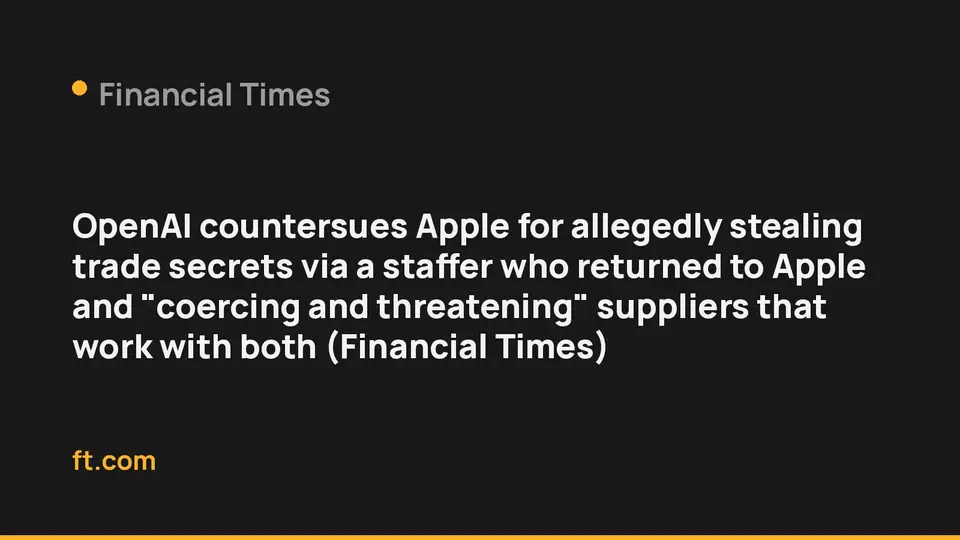 Financial Times
OpenAI countersues Apple for allegedly stealing
trade secrets via a staffer who returned to Apple
and "coercing and threatening" suppliers that
work with both (Financial Times)
ft.com